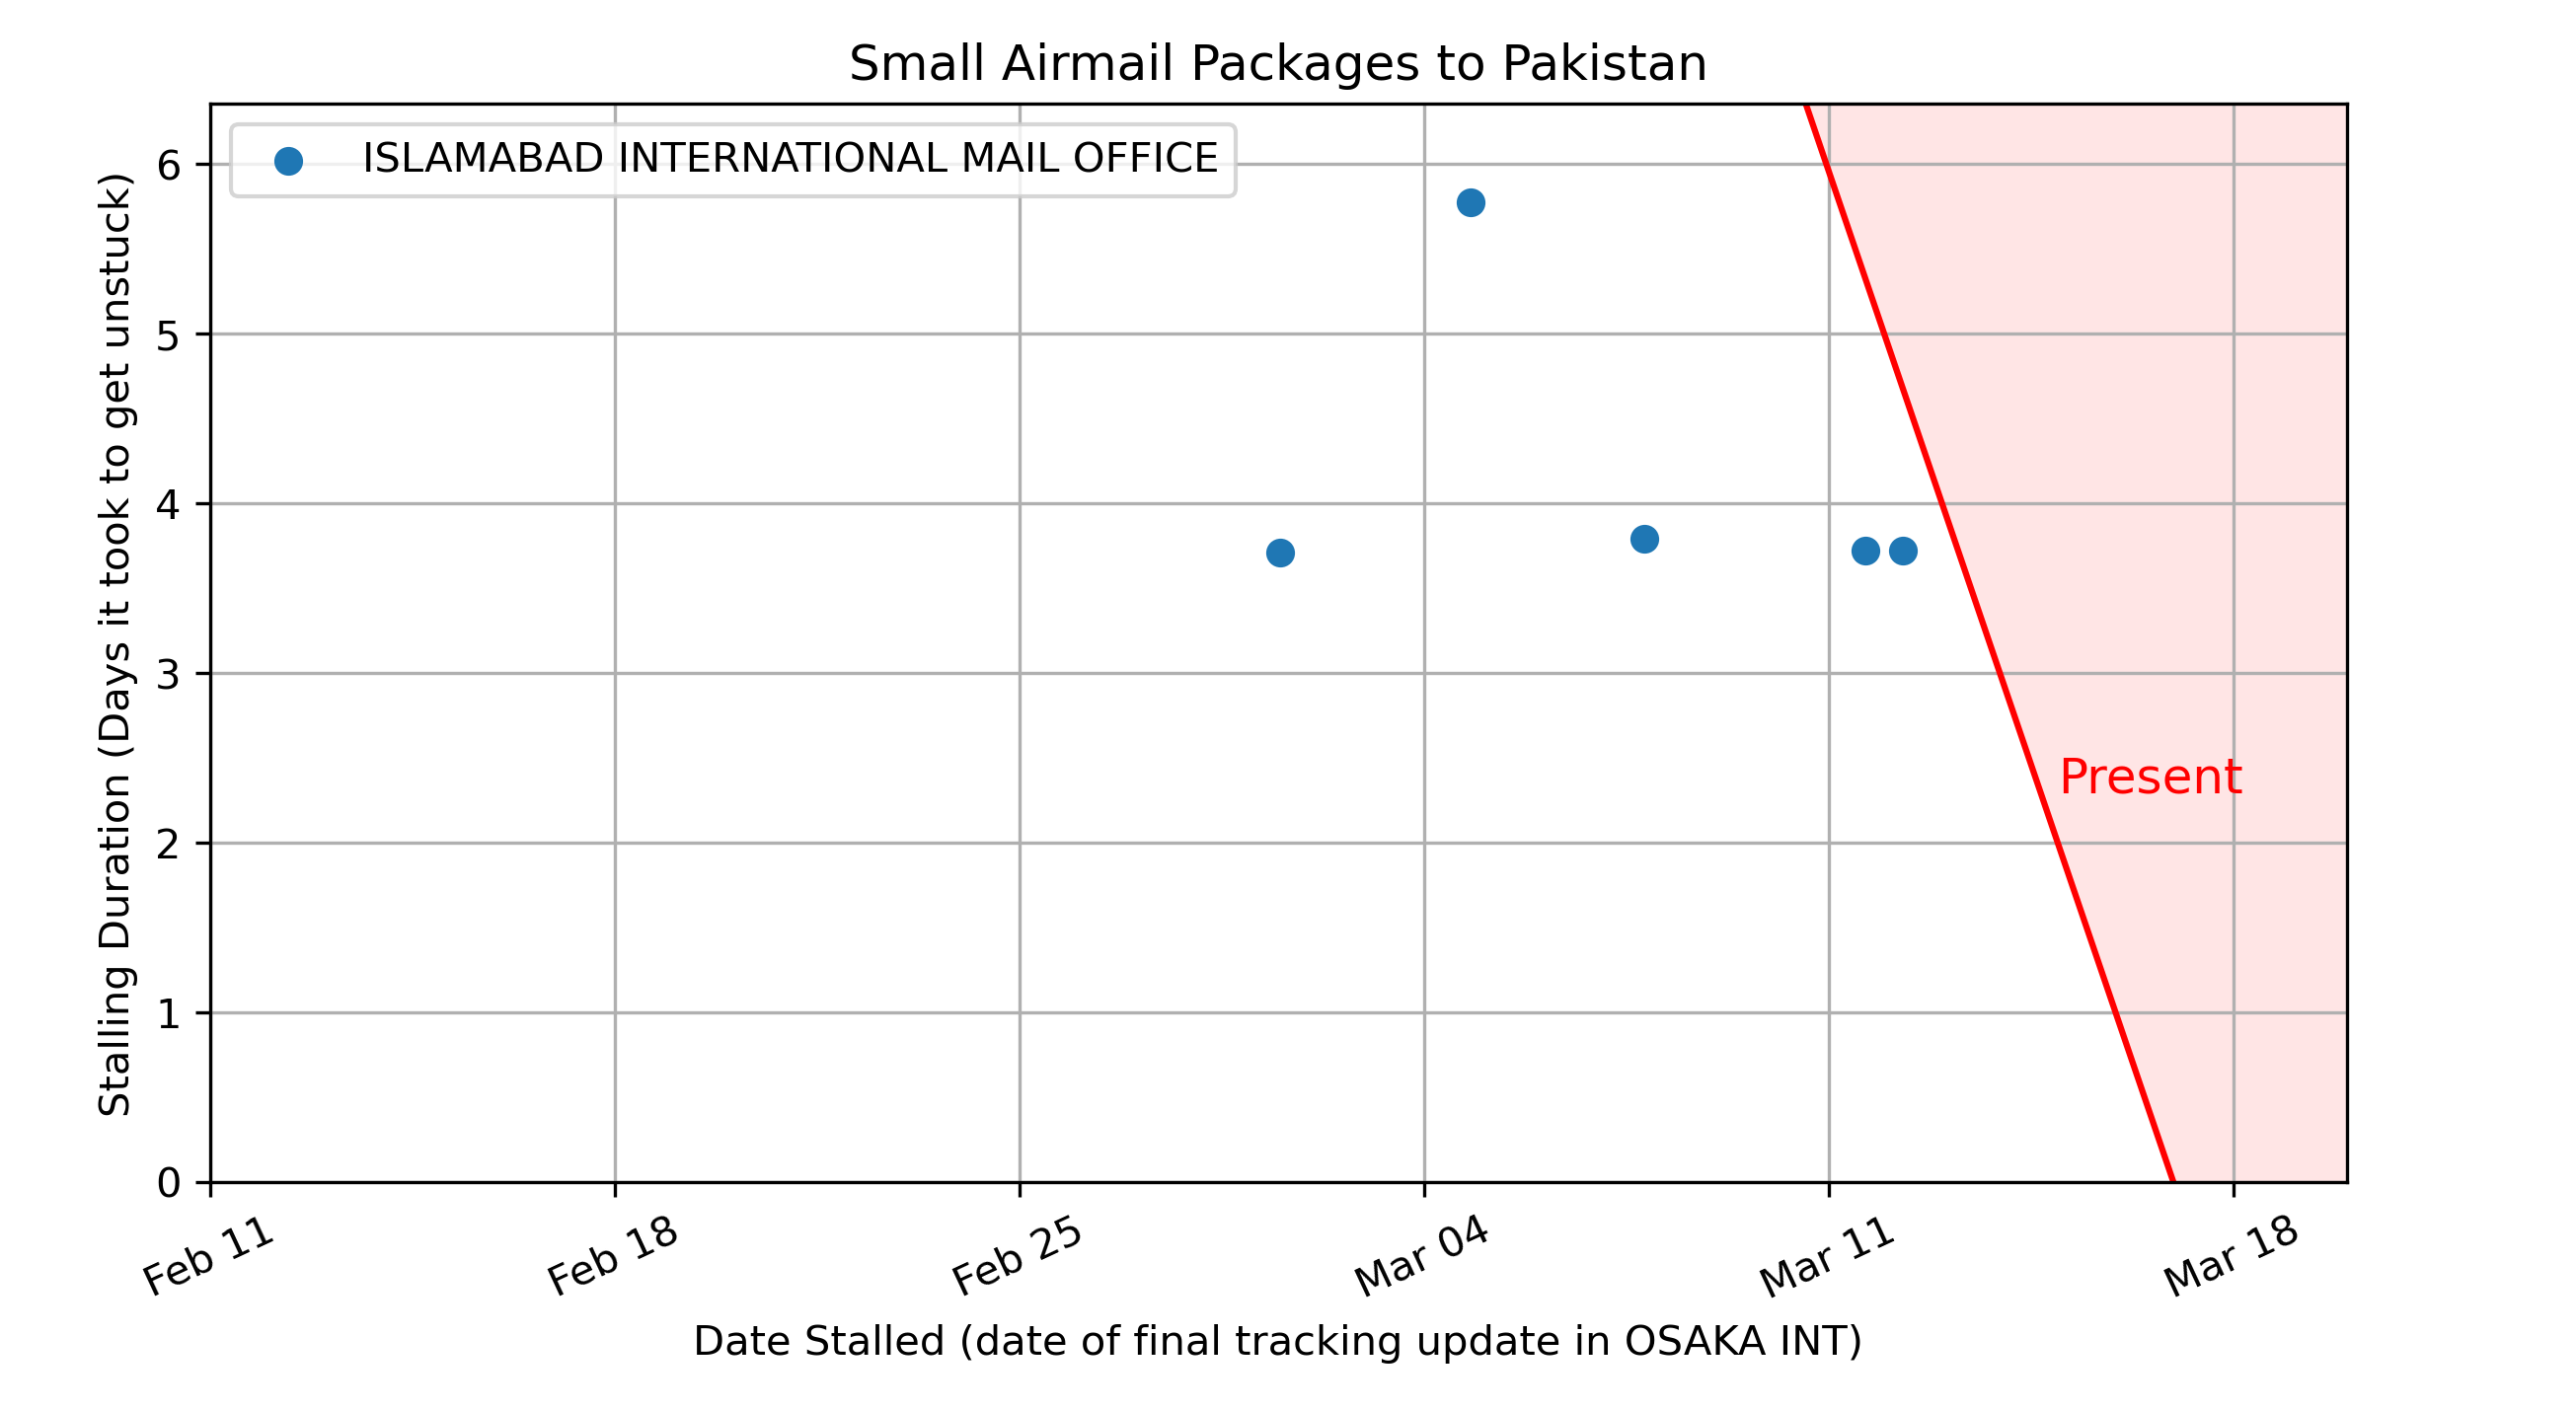 Small Airmail Packages to Pakistan
ISLAMABAD INTERNATIONAL MAIL OFFICE
Stalling Duration (Days it took to get unstuck)
6
5
4
3
2
1
0
Present
Feb 11
Feb 18
Feb 25
Mar 04
Mar 11
Mar 18
Date Stalled (date of final tracking update in OSAKA INT)